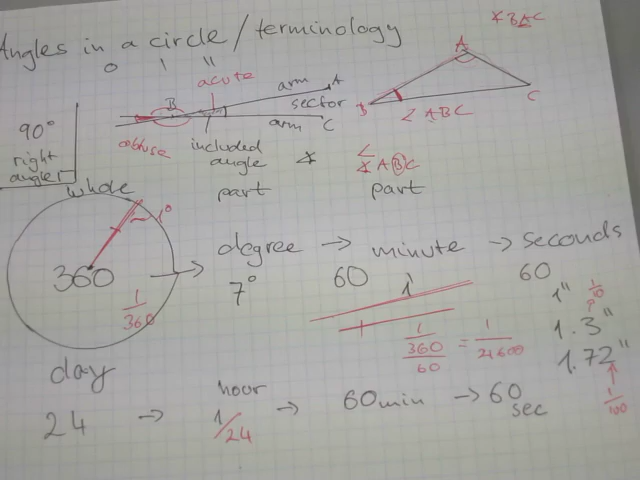 Angles in a circle/terminology
° ' "
∡BAC
acute
arm A
A
B
sector
B
C
arm C
∠ABC
90°
right
angle
obtuse
included
angle ∡
∠
∡ABC
whole
part
part
1°
360
1/360
degree → minute → seconds
7°
60
1'
60
1" 1/10
1.3"
1.72"
1/360/60 = 1/21600
1/100
day
hour
24 → 1/24 → 60min → 60
sec